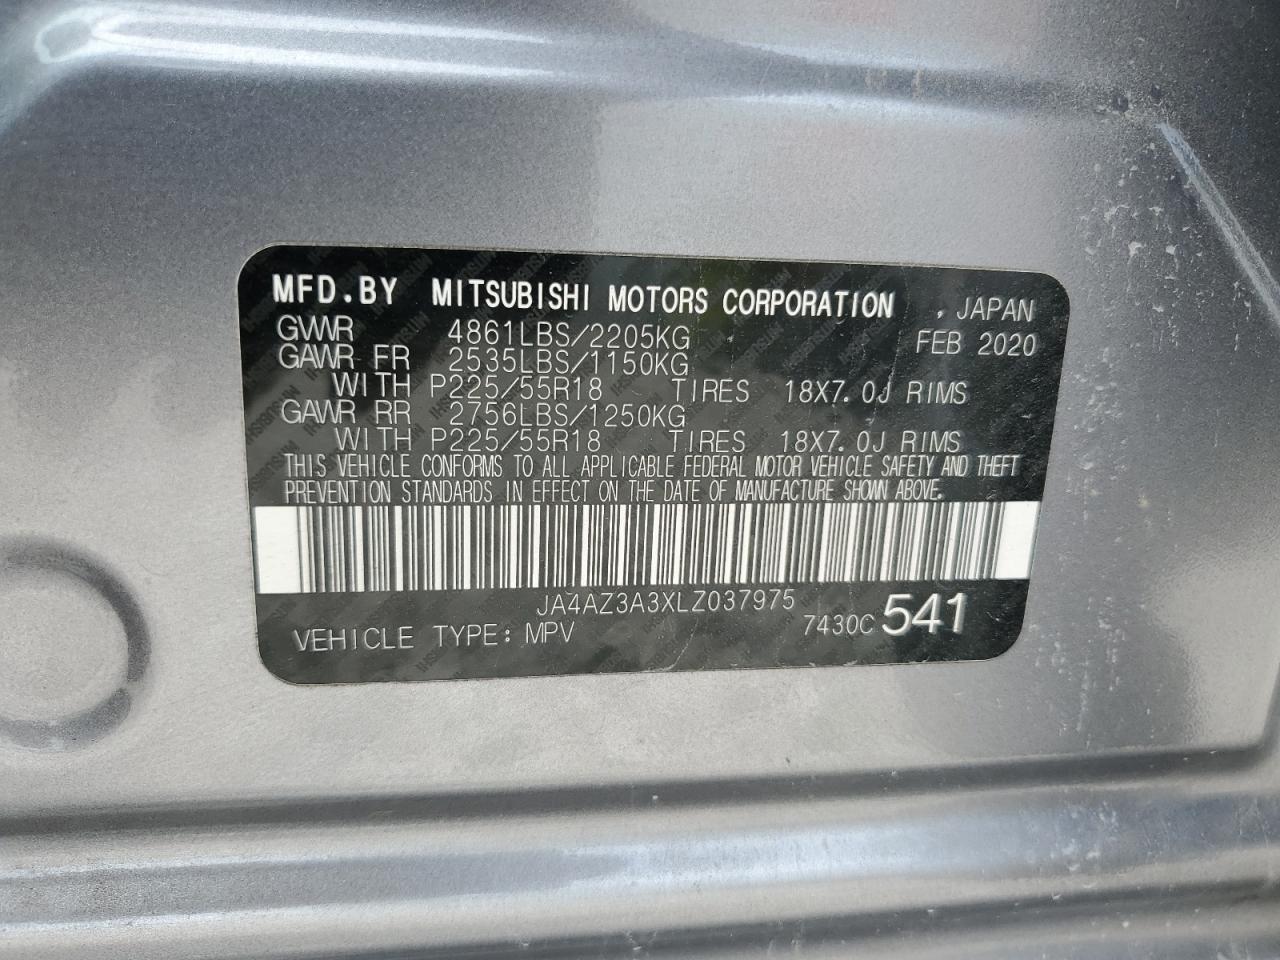 MFD.BY MITSUBISHI MOTORS CORPORATION , JAPAN
GVWR 4861LBS/2205KG FEB 2020
GAWR FR 2535LBS/1150KG
WITH P225/55R18 TIRES 18X7.0J RIMS
GAWR RR 2756LBS/1250KG
WITH P225/55R18 TIRES 18X7.0J RIMS
THIS VEHICLE CONFORMS TO ALL APPLICABLE FEDERAL MOTOR VEHICLE SAFETY AND THEFT
PREVENTION STANDARDS IN EFFECT ON THE DATE OF MANUFACTURE SHOWN ABOVE.
JA4AZ3A3XLZ037975
VEHICLE TYPE: MPV 7430C 541